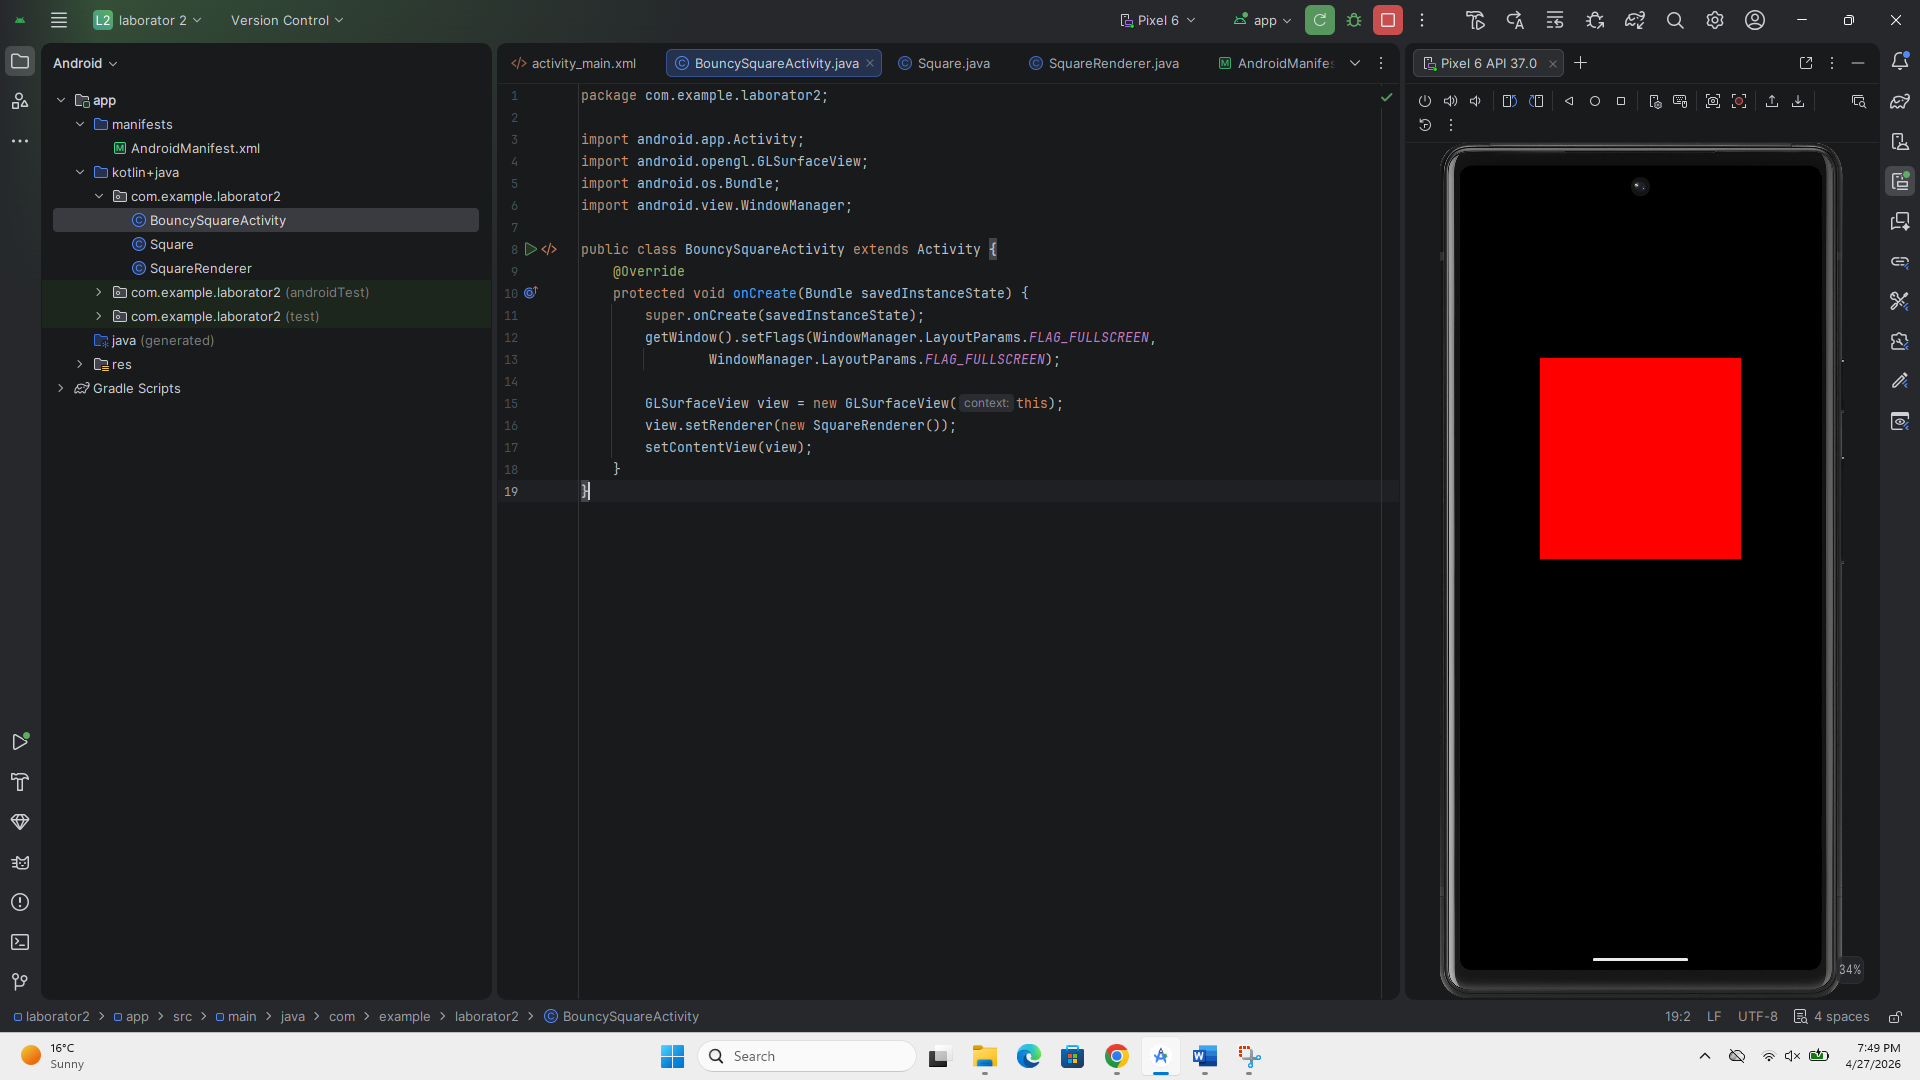 L2 laborator 2
Version Control
Pixel 6
app
Android
app
manifests
AndroidManifest.xml
kotlin+java
com.example.laborator2
BouncySquareActivity
Square
SquareRenderer
com.example.laborator2 (androidTest)
com.example.laborator2 (test)
java (generated)
res
Gradle Scripts
activity_main.xml
BouncySquareActivity.java
Square.java
SquareRenderer.java
AndroidManifes
1 package com.example.laborator2;
2
3 import android.app.Activity;
4 import android.opengl.GLSurfaceView;
5 import android.os.Bundle;
6 import android.view.WindowManager;
7
8 public class BouncySquareActivity extends Activity {
9 @Override
10 protected void onCreate(Bundle savedInstanceState) {
11 super.onCreate(savedInstanceState);
12 getWindow().setFlags(WindowManager.LayoutParams.FLAG_FULLSCREEN,
13 WindowManager.LayoutParams.FLAG_FULLSCREEN);
14
15 GLSurfaceView view = new GLSurfaceView( context: this);
16 view.setRenderer(new SquareRenderer());
17 setContentView(view);
18 }
19 }
Pixel 6 API 37.0
34%
laborator2 > app > src > main > java > com > example > laborator2 > BouncySquareActivity
19:2 LF UTF-8 4 spaces
16°C
Sunny
Search
7:49 PM
4/27/2026